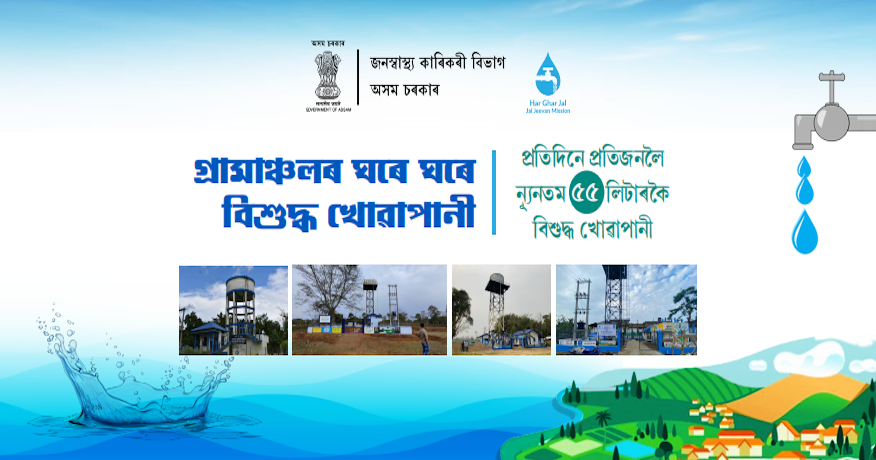 অসম চৰকাৰ
GOVERNMENT OF ASSAM
জনস্বাস্থ্য কাৰিকৰী বিভাগ
অসম চৰকাৰ
Har Ghar Jal
Jal Jeevan Mission
গ্ৰামাঞ্চলৰ ঘৰে ঘৰে
বিশুদ্ধ খোৱাপানী
প্ৰতিদিনে প্ৰতিজনলৈ
ন্যূনতম ৫৫ লিটাৰকৈ
বিশুদ্ধ খোৱাপানী